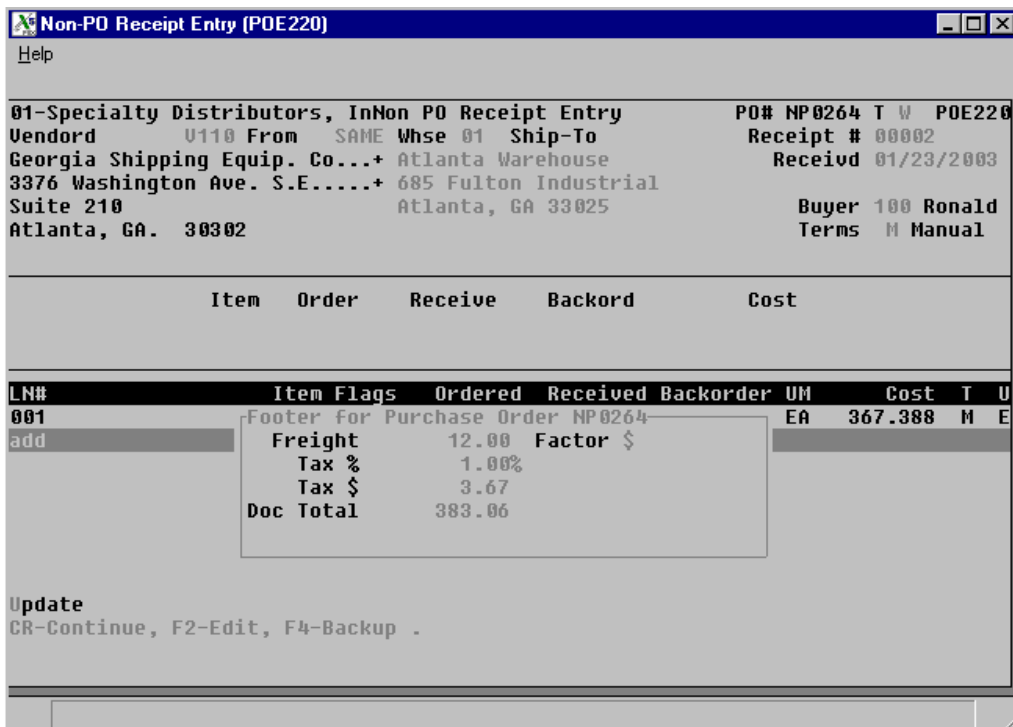 Non-PO Receipt Entry (POE220)
Help
01-Specialty Distributors, InNon PO Receipt Entry PO# NP0264 T W POE220
Vendord V110 From SAME Whse 01 Ship-To Receipt # 00002
Georgia Shipping Equip. Co...+ Atlanta Warehouse Receivd 01/23/2003
3376 Washington Ave. S.E.....+ 685 Fulton Industrial
Suite 210 Atlanta, GA 33025 Buyer 100 Ronald
Atlanta, GA. 30302 Terms M Manual
Item Order Receive Backord Cost
LN# Item Flags Ordered Received Backorder UM Cost T U
001 Footer for Purchase Order NP0264 EA 367.388 M E
add Freight 12.00 Factor $
Tax % 1.00%
Tax $ 3.67
Doc Total 383.06
Update
CR-Continue, F2-Edit, F4-Backup .